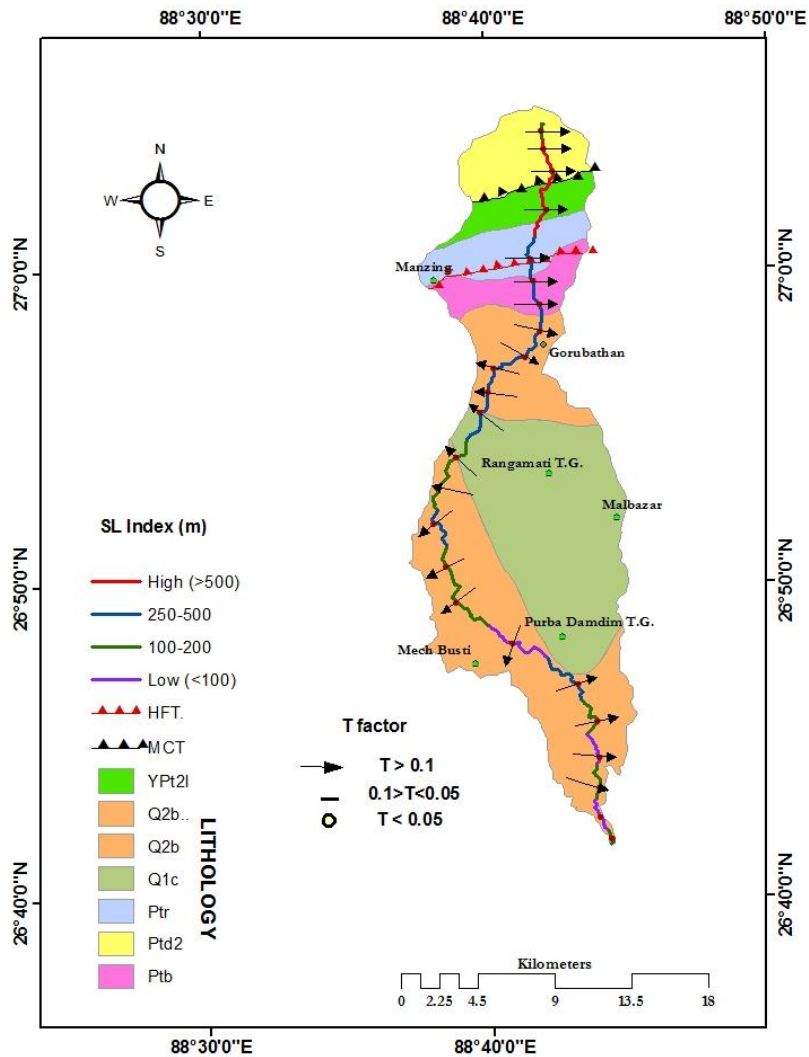 88°30'0"E 88°40'0"E 88°50'0"E
N
W E
S
27°0'0"N
27°0'0"N
Manzing
Gorubathan
Rangamati T.G.
Malbazar
SL Index (m)
High (>500)
250-500
100-200
Low (<100)
HFT.
MCT
26°50'0"N
26°50'0"N
Purba Damdim T.G.
Mech Busti
T factor
T > 0.1
0.1>T<0.05
T < 0.05
LITHOLOGY
YPt2l
Q2b..
Q2b
Q1c
Ptr
Ptd2
Ptb
26°40'0"N
26°40'0"N
Kilometers
0 2.25 4.5 9 13.5 18
88°30'0"E 88°40'0"E